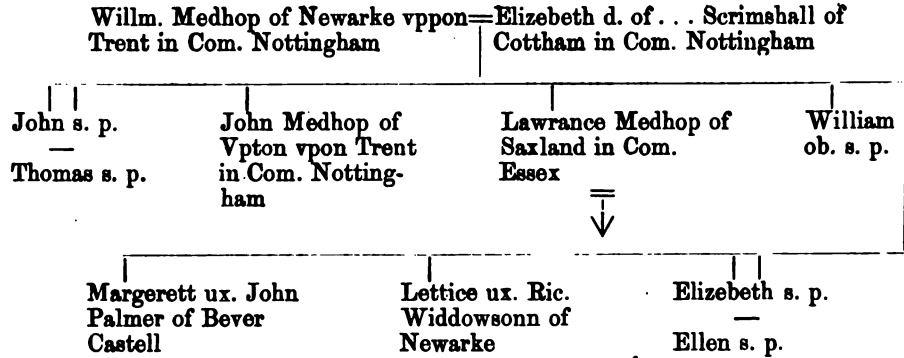 Willm. Medhop of Newarke vppon=Elizebeth d. of . . . Scrimshall of
Trent in Com. Nottingham Cottham in Com. Nottingham
John s. p.
—
Thomas s. p.
John Medhop of
Vpton vpon Trent
in Com. Notting-
ham
Lawrance Medhop of
Saxland in Com.
Essex
=
William
ob. s. p.
Margerett ux. John
Palmer of Bever
Castell
Lettice ux. Ric.
Widdowsonn of
Newarke
Elizebeth s. p.
—
Ellen s. p.